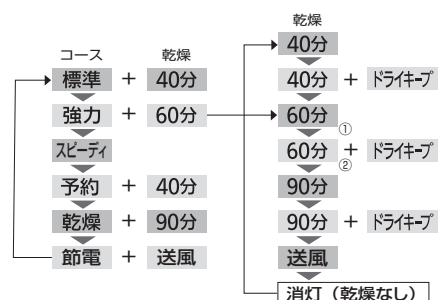 コース 乾燥
標準 + 40分
強力 + 60分
スピーディ
予約 + 40分
乾燥 + 90分
節電 + 送風
乾燥
40分
40分 + ドライキープ
60分
①
60分 + ドライキープ
②
90分
90分 + ドライキープ
送風
消灯（乾燥なし）